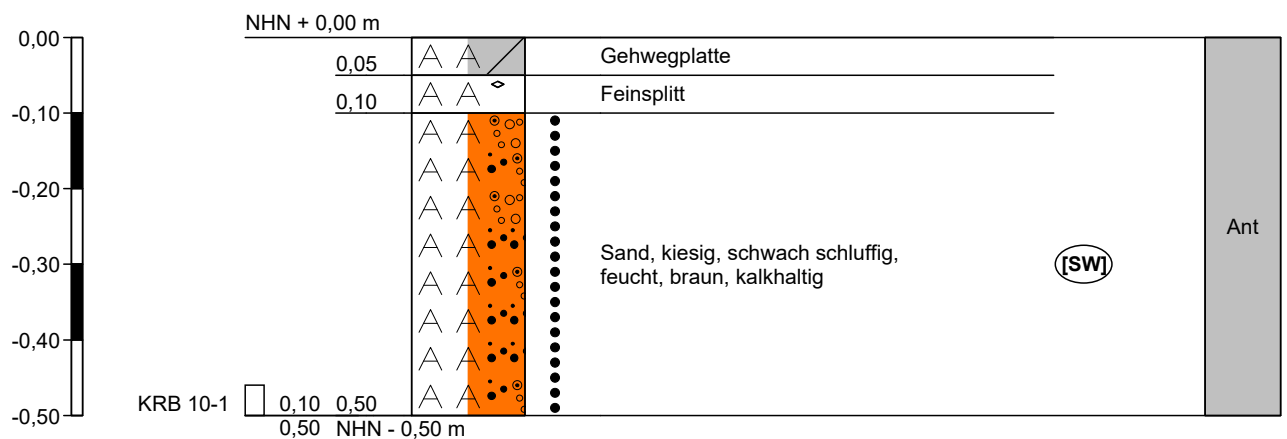 NHN + 0,00 m
0,00
0,05
A A
Gehwegplatte
0,10
A A
Feinsplitt
-0,10
A A
A A
-0,20
A A
A A
Ant
Sand, kiesig, schwach schluffig,
[SW]
-0,30
feucht, braun, kalkhaltig
A A
A A
-0,40
A A
A A
KRB 10-1
0,10 0,50
-0,50
0,50 NHN - 0,50 m